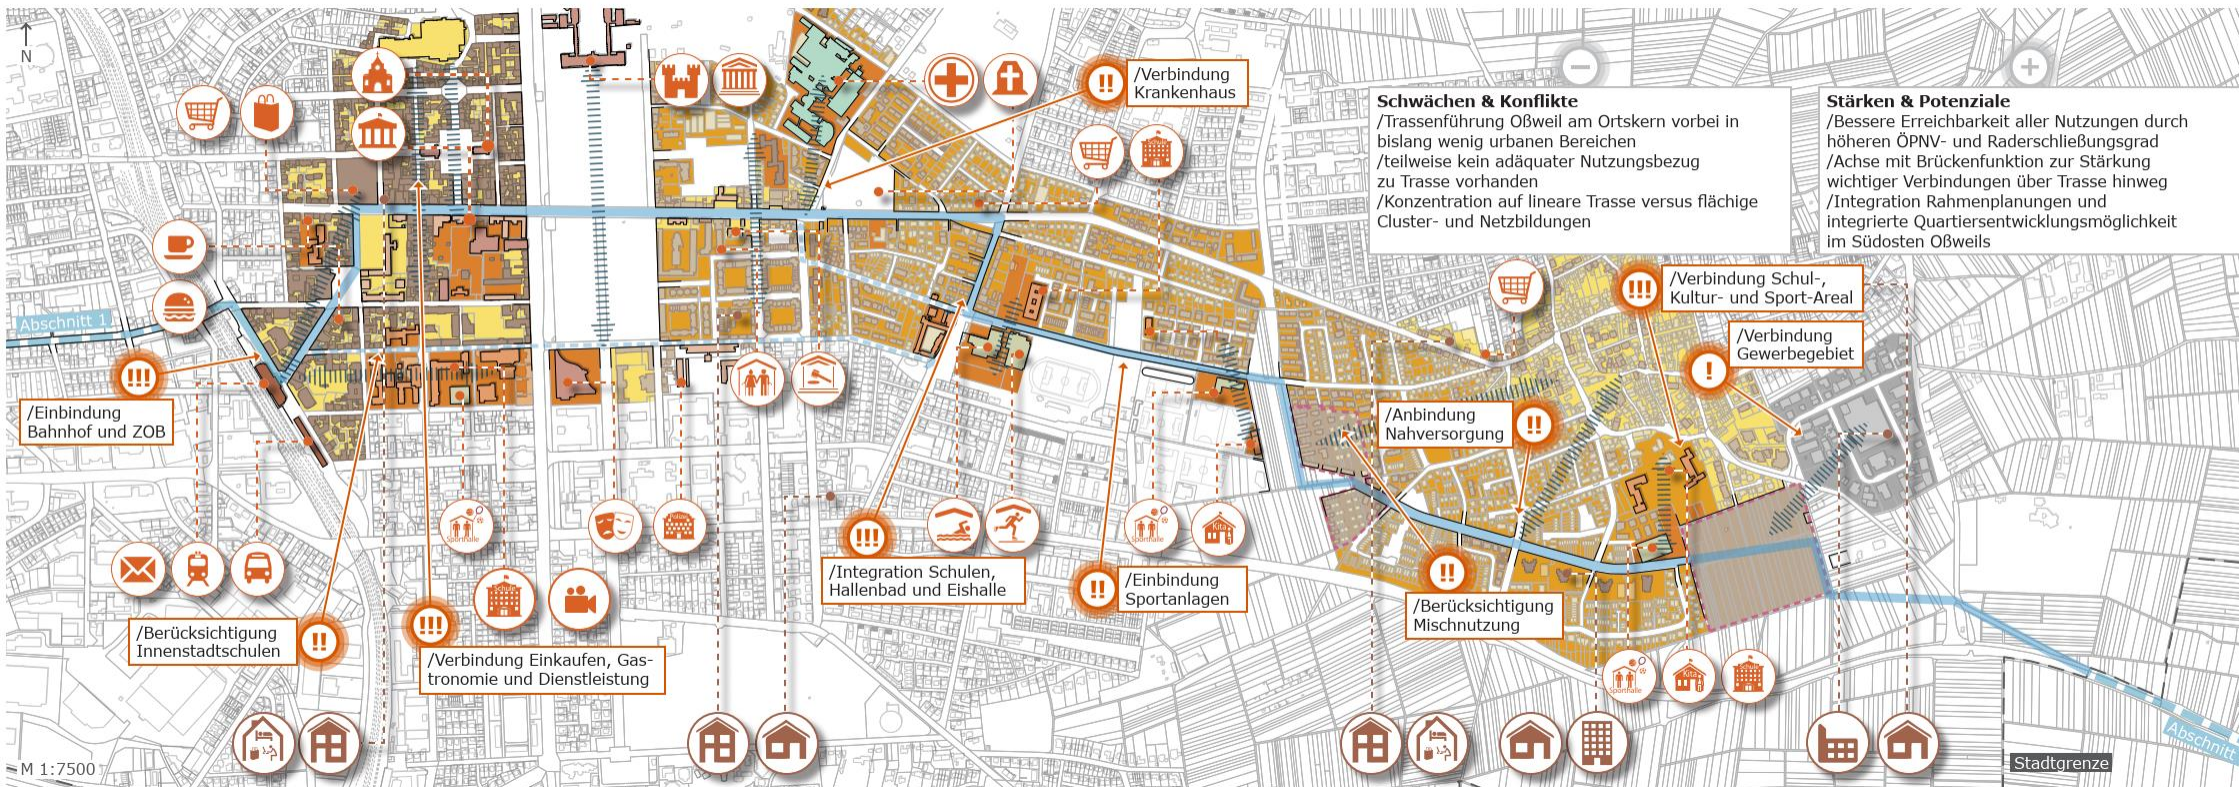 N
/Verbindung
Krankenhaus
Schwächen & Konflikte
/Trassenführung Oßweil am Ortskern vorbei in
bislang wenig urbanen Bereichen
/teilweise kein adäquater Nutzungsbezug
zu Trasse vorhanden
/Konzentration auf lineare Trasse versus flächige
Cluster- und Netzbildungen
Stärken & Potenziale
/Bessere Erreichbarkeit aller Nutzungen durch
höheren ÖPNV- und Raderschließungsgrad
/Achse mit Brückenfunktion zur Stärkung
wichtiger Verbindungen über Trasse hinweg
/Integration Rahmenplanungen und
integrierte Quartiersentwicklungsmöglichkeit
im Südosten Oßweils
!!
!!!
/Verbindung Schul-,
Kultur- und Sport-Areal
Abschnitt 1
/Verbindung
Gewerbegebiet
!
!!!
/Einbindung
Bahnhof und ZOB
/Anbindung
Nahversorgung
!!
Sporthalle
Polizei
Sporthalle
Kita
!!!
/Integration Schulen,
Hallenbad und Eishalle
!!
/Einbindung
Sportanlagen
!!
/Berücksichtigung
Mischnutzung
/Berücksichtigung
Innenstadtschulen
!!
!!!
/Verbindung Einkaufen, Gas-
tronomie und Dienstleistung
Sporthalle
Kita
Schule
Abschnitt
M 1:7500
Stadtgrenze